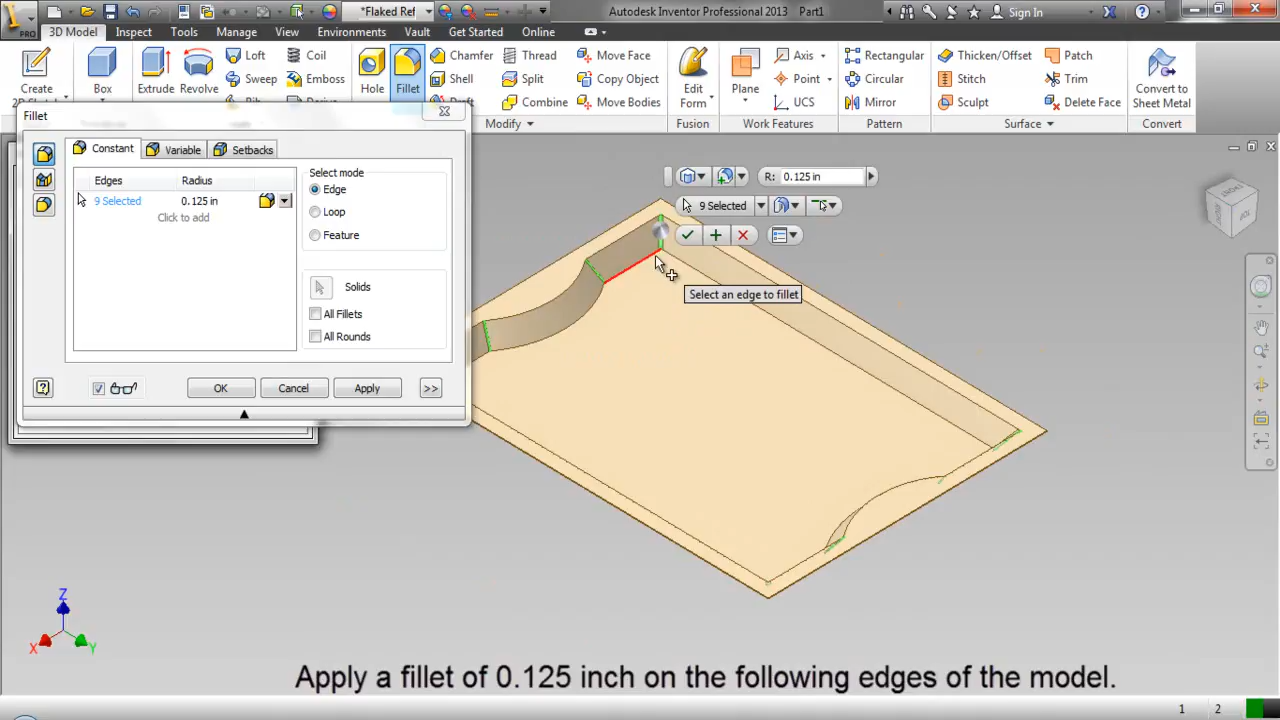 PRO
*Flaked Ref
Autodesk Inventor Professional 2013 Part1
Sign In
3D Model Inspect Tools Manage View Environments Vault Get Started Online
Create
2D Sketch
Box
Extrude
Revolve
Loft
Sweep
Rib
Coil
Emboss
Derive
Hole
Fillet
Chamfer
Shell
Draft
Thread
Split
Combine
Move Face
Copy Object
Move Bodies
Modify
Edit
Form
Fusion
Plane
Axis
Point
UCS
Work Features
Rectangular
Circular
Mirror
Pattern
Thicken/Offset
Stitch
Sculpt
Patch
Trim
Delete Face
Surface
Convert to
Sheet Metal
Convert
Fillet
Constant Variable Setbacks
Edges Radius
9 Selected 0.125 in
Click to add
Select mode
Edge
Loop
Feature
Solids
All Fillets
All Rounds
OK Cancel Apply >>
R: 0.125 in
9 Selected
Select an edge to fillet
Z
X
Y
Apply a fillet of 0.125 inch on the following edges of the model.
1 2